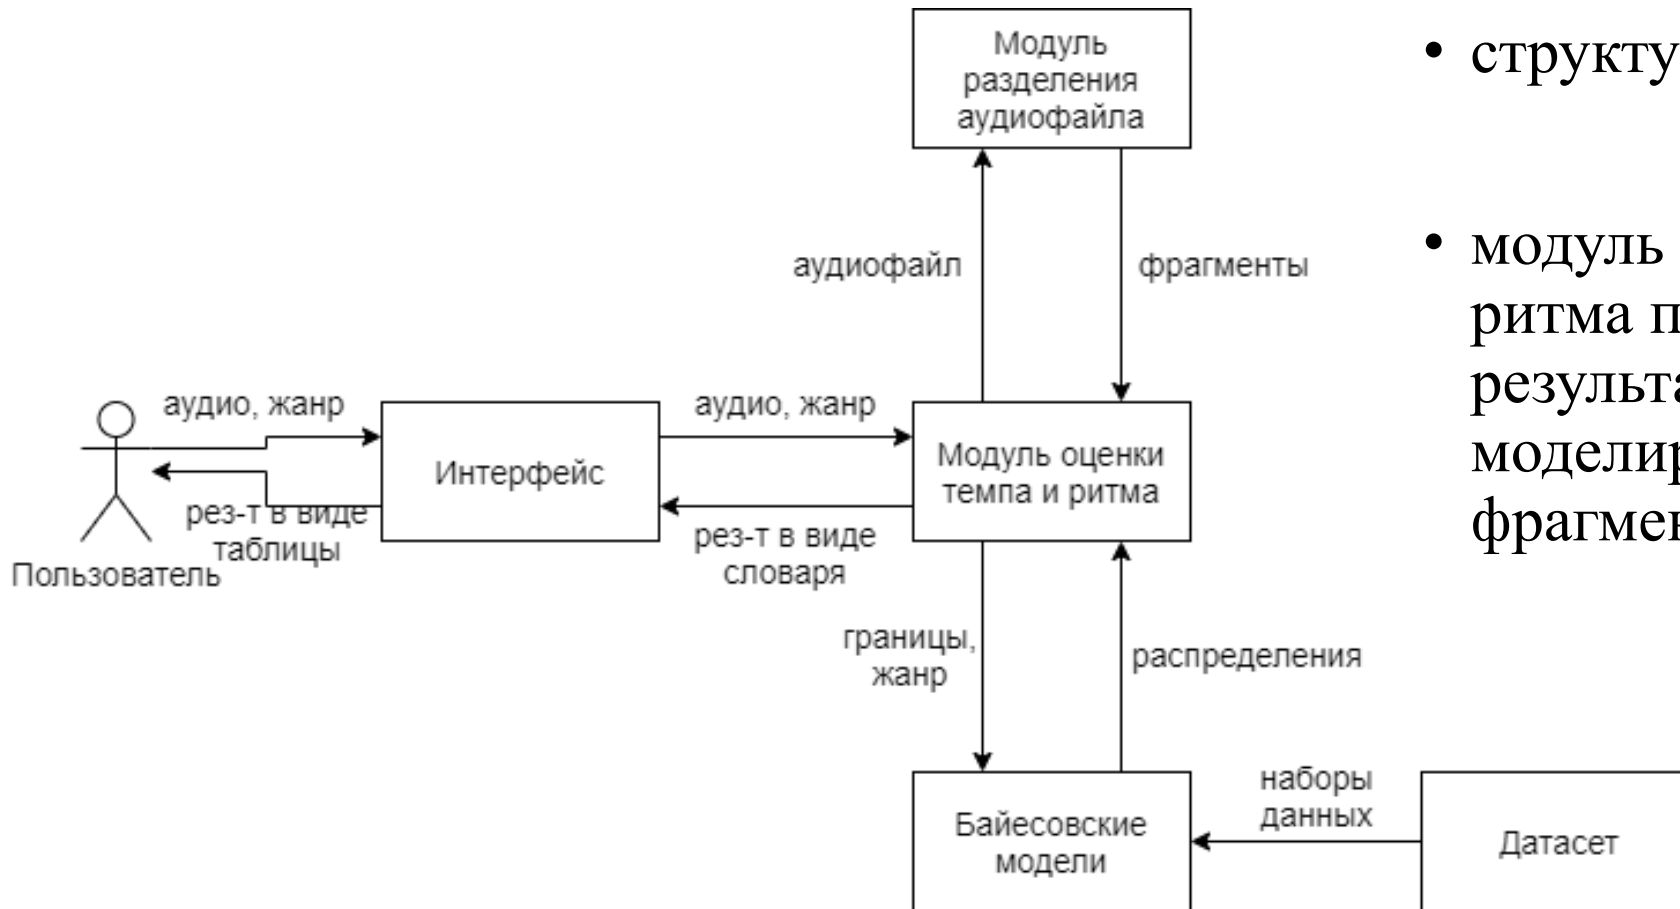 Модуль
разделения
аудиофайла
аудиофайл
фрагменты
аудио, жанр
Интерфейс
аудио, жанр
Модуль оценки
темпа и ритма
рез-т в виде
таблицы
Пользователь
рез-т в виде
словаря
границы,
жанр
распределения
Байесовские
модели
наборы
данных
Датасет
• структу
• модуль
ритма п
результа
моделир
фрагмен